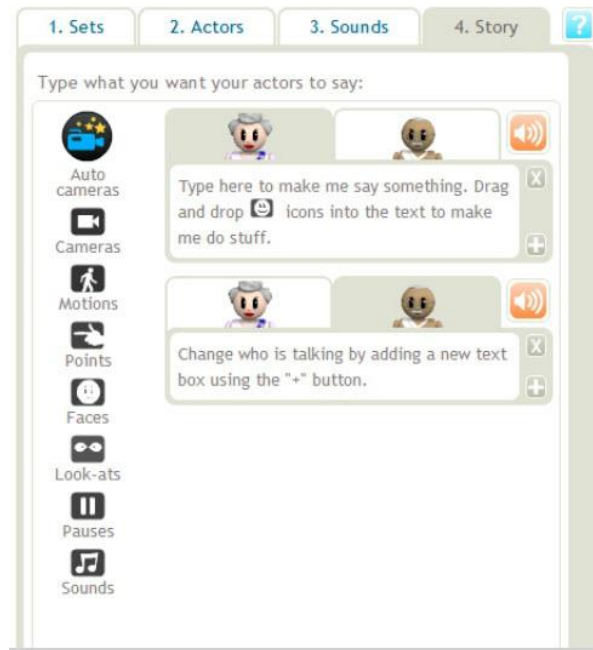 1. Sets
2. Actors
3. Sounds
4. Story
?
Type what you want your actors to say:
Auto
cameras
Cameras
Motions
Points
Faces
Look-ats
Pauses
Sounds
Type here to make me say something. Drag
and drop icons into the text to make
me do stuff.
X
+
Change who is talking by adding a new text
box using the "+" button.
X
+